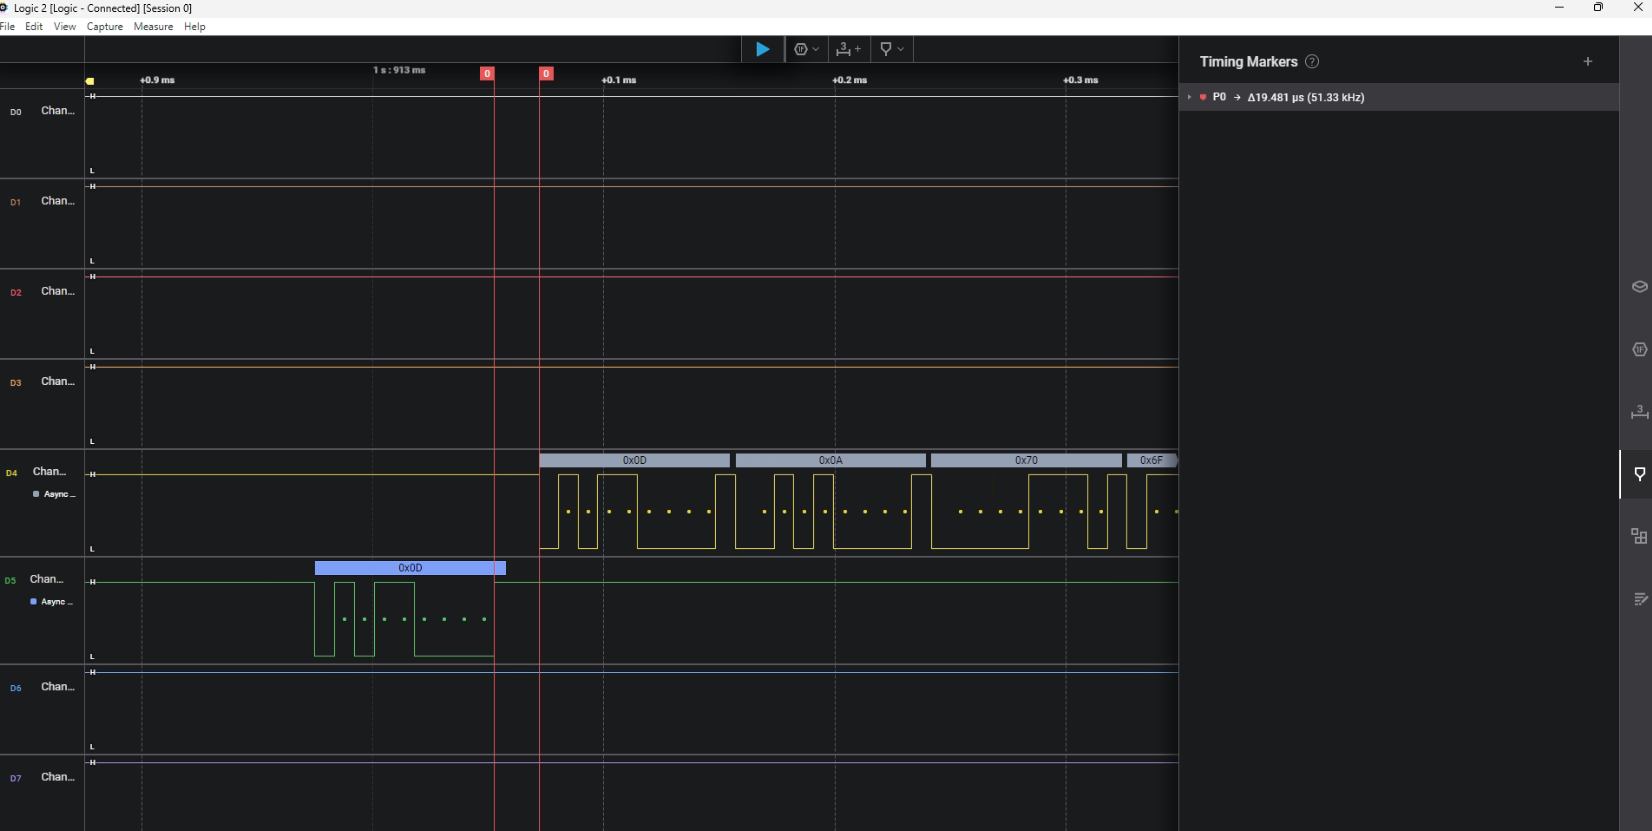 Logic 2 [Logic - Connected] [Session 0]
File Edit View Capture Measure Help
Timing Markers ?
P0 → Δ19.481 µs (51.33 kHz)
1 s : 913 ms
+0.9 ms 0 0 +0.1 ms +0.2 ms +0.3 ms
D0 Chan... H
L
D1 Chan... H
L
D2 Chan... H
L
D3 Chan... H
L
0x0D 0x0A 0x70 0x6F
D4 Chan... H
Async ...
L
0x0D
D5 Chan... H
Async ...
L
D6 Chan... H
L
D7 Chan... H
1F
3